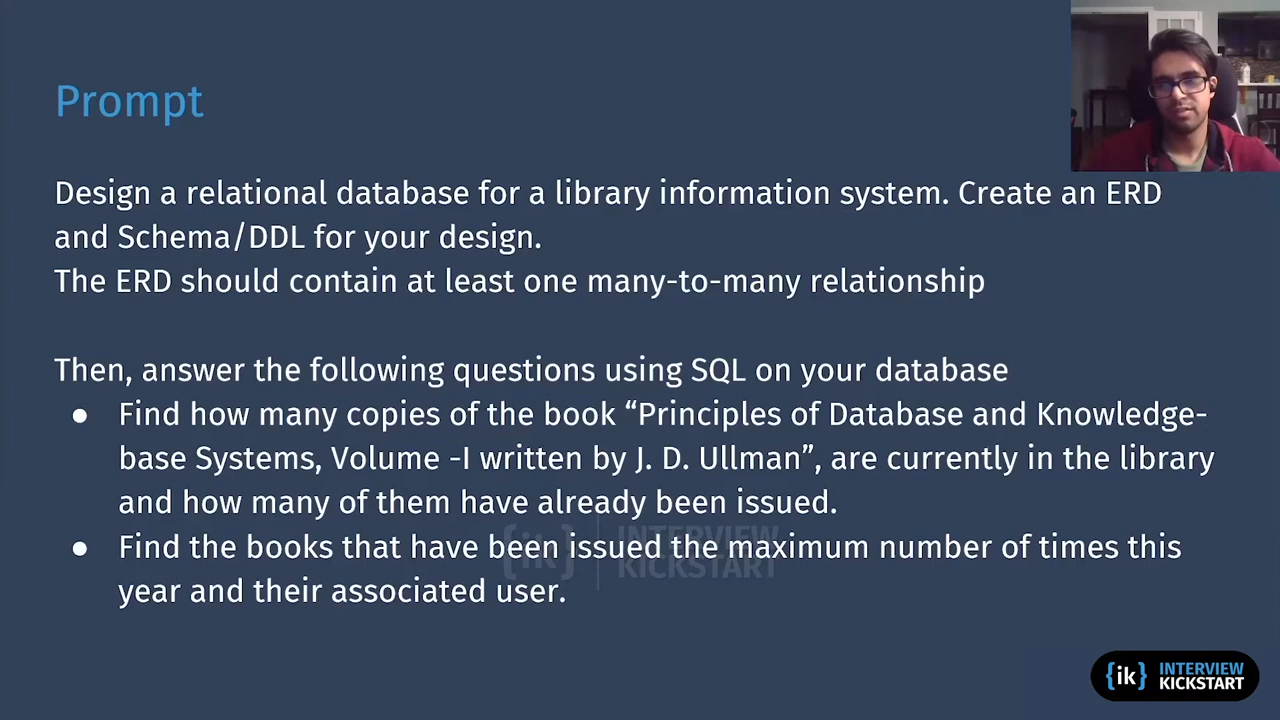 Prompt
Design a relational database for a library information system. Create an ERD
and Schema/DDL for your design.
The ERD should contain at least one many-to-many relationship
Then, answer the following questions using SQL on your database
● Find how many copies of the book “Principles of Database and Knowledge-
base Systems, Volume -I written by J. D. Ullman”, are currently in the library
and how many of them have already been issued.
● Find the books that have been issued the maximum number of times this
year and their associated user.
{ik} INTERVIEW
KICKSTART
{ik} INTERVIEW
KICKSTART